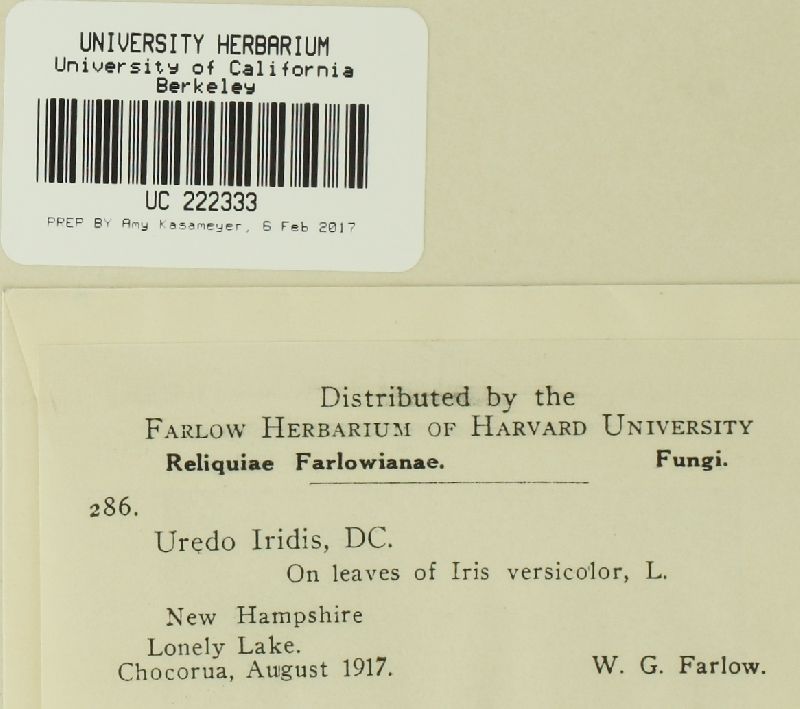 UNIVERSITY HERBARIUM
University of California
Berkeley
UC 222333
PREP BY Amy Kasameyer, 6 Feb 2017
Distributed by the
FARLOW HERBARIUM OF HARVARD UNIVERSITY
Reliquiae Farlowianae. Fungi.
286.
Uredo Iridis, DC.
On leaves of Iris versicolor, L.
New Hampshire
Lonely Lake.
Chocorua, August 1917. W. G. Farlow.